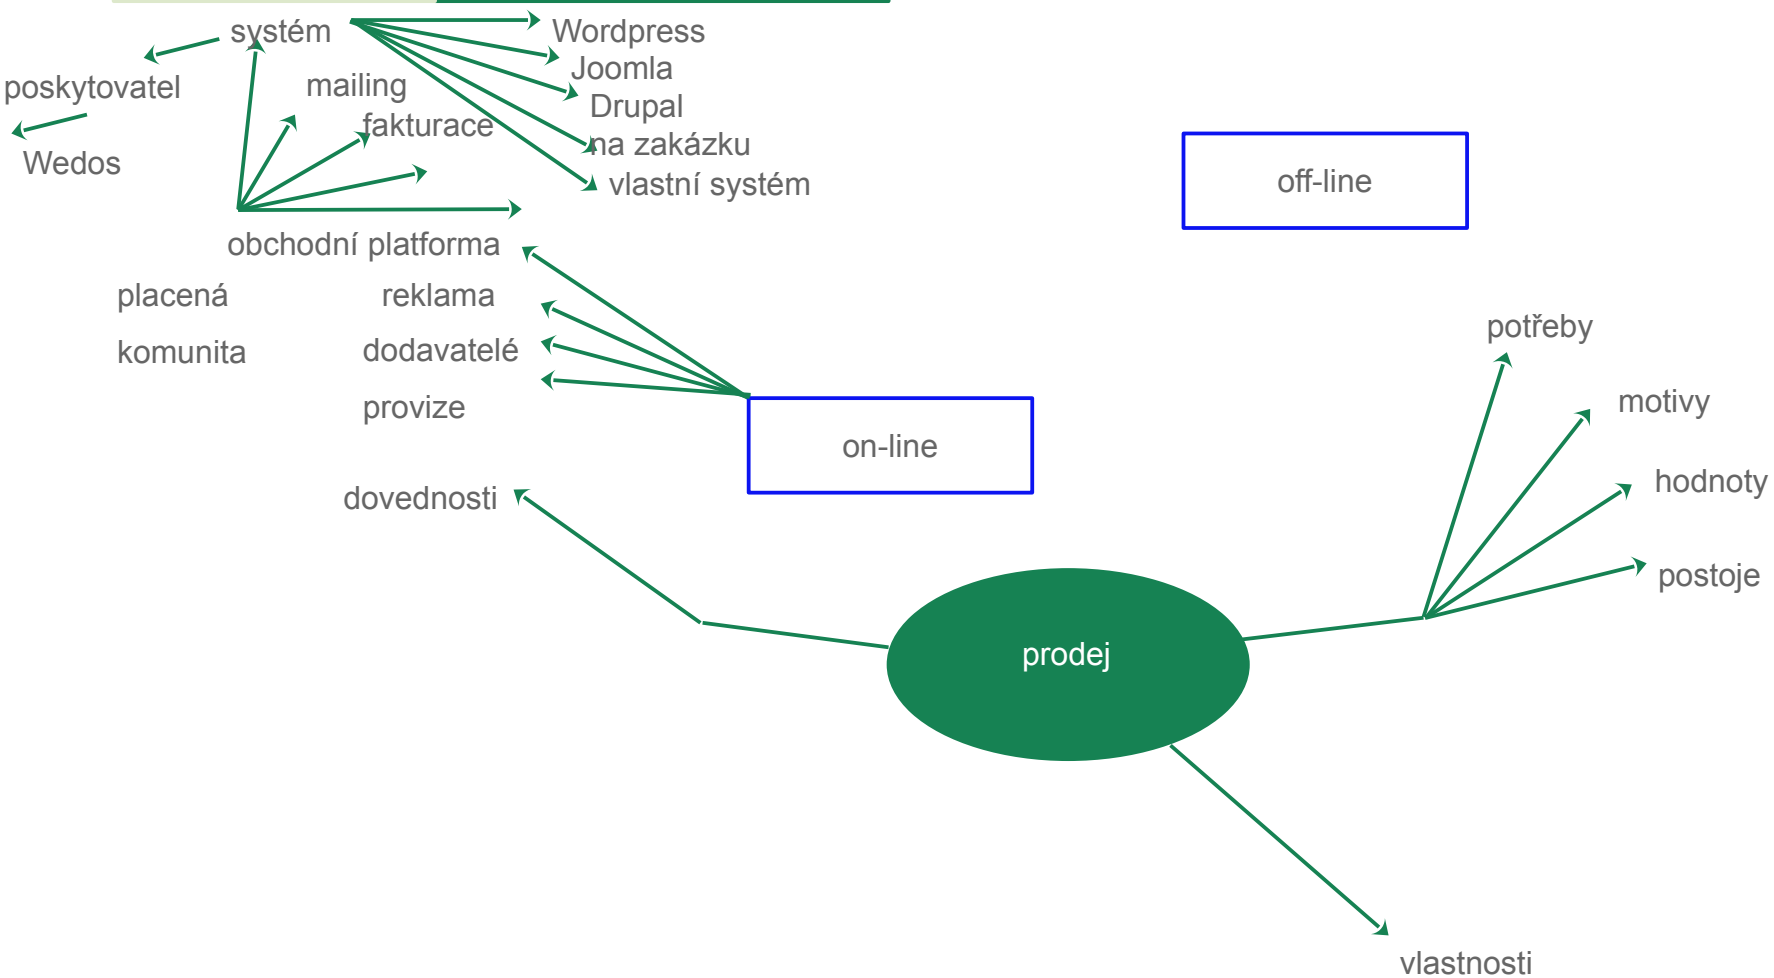 systém
Wordpress
Joomla
poskytovatel
mailing
Drupal
fakturace
na zakázku
Wedos
vlastní systém
off-line
obchodní platforma
placená
reklama
potřeby
komunita
dodavatelé
motivy
provize
on-line
hodnoty
dovednosti
postoje
prodej
vlastnosti